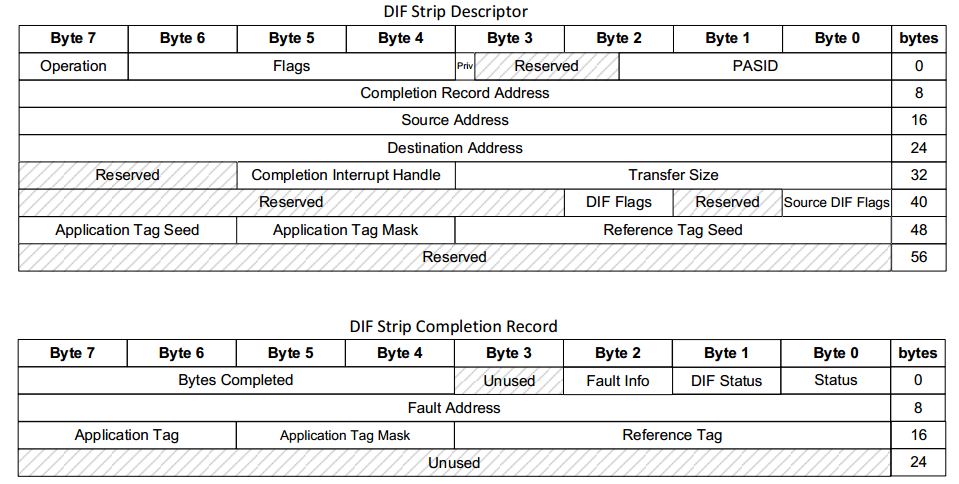 DIF Strip Descriptor
Byte 7 Byte 6 Byte 5 Byte 4 Byte 3 Byte 2 Byte 1 Byte 0 bytes
Operation Flags Priv Reserved PASID 0
Completion Record Address 8
Source Address 16
Destination Address 24
Reserved Completion Interrupt Handle Transfer Size 32
Reserved DIF Flags Reserved Source DIF Flags 40
Application Tag Seed Application Tag Mask Reference Tag Seed 48
Reserved 56
DIF Strip Completion Record
Byte 7 Byte 6 Byte 5 Byte 4 Byte 3 Byte 2 Byte 1 Byte 0 bytes
Bytes Completed Unused Fault Info DIF Status Status 0
Fault Address 8
Application Tag Application Tag Mask Reference Tag 16
Unused 24